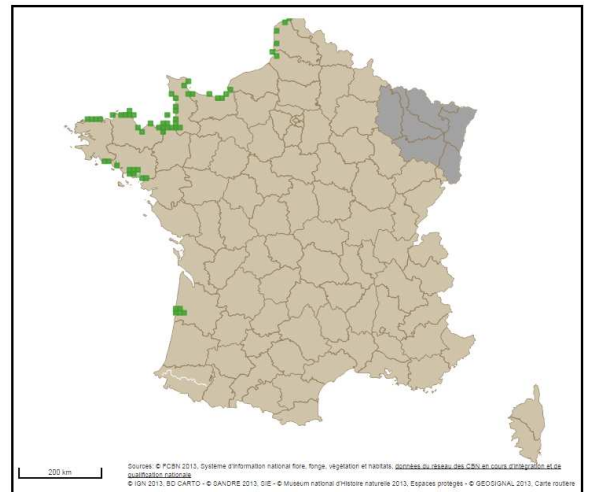 200 km
Sources: © FCBN 2013, Système d'information national flore, fonge, végétation et habitats, données du réseau des CBN en cours d'intégration et de
qualification nationale
© IGN 2013, BD CARTO - © SANDRE 2013, SIE - © Muséum national d'Histoire naturelle 2013, Espaces protégés - © GEOSIGNAL 2013, Carte routière